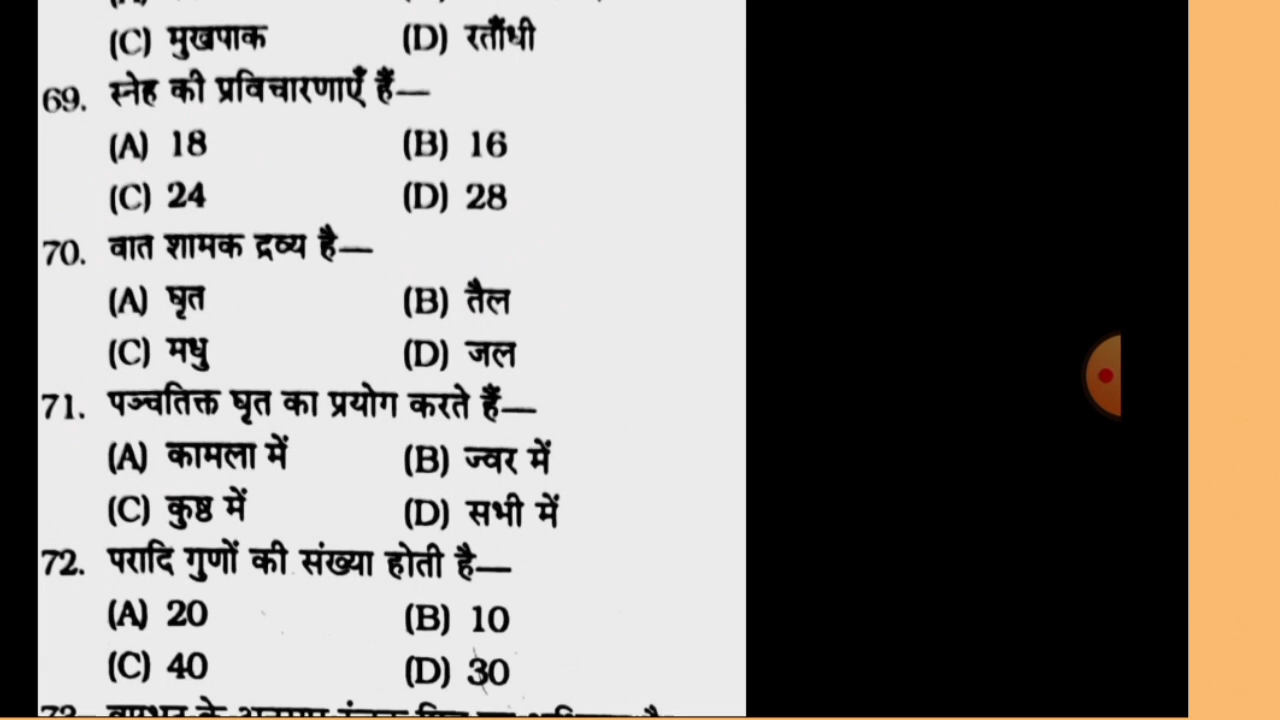 (C) मुखपाक (D) रतौंधी
69. स्नेह की प्रविचारणाएँ हैं—
(A) 18 (B) 16
(C) 24 (D) 28
70. वात शामक द्रव्य है—
(A) घृत (B) तैल
(C) मधु (D) जल
71. पञ्चतिक्त घृत का प्रयोग करते हैं—
(A) कामला में (B) ज्वर में
(C) कुष्ठ में (D) सभी में
72. परादि गुणों की संख्या होती है—
(A) 20 (B) 10
(C) 40 (D) 30